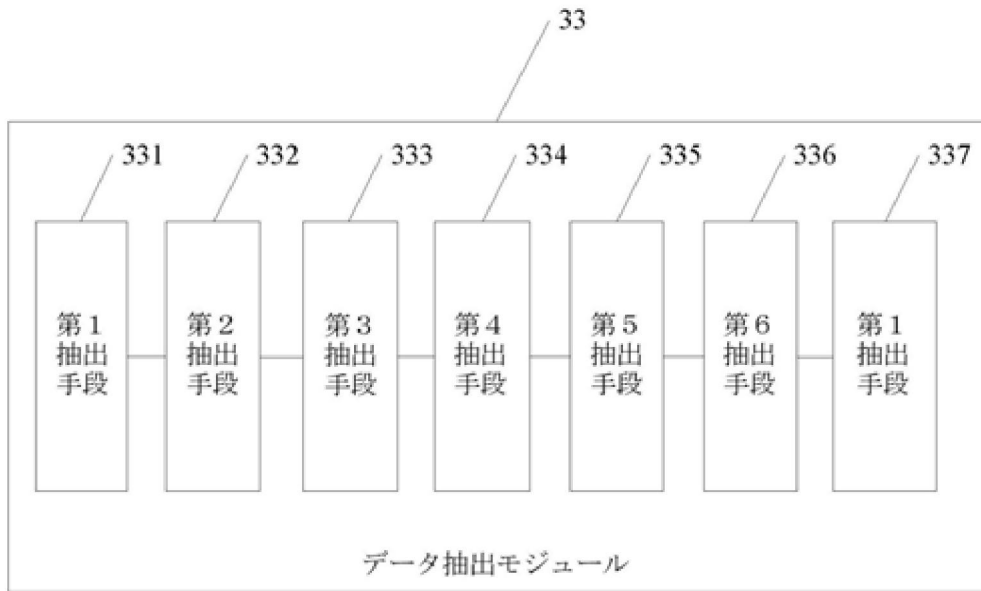 33
331
332
333
334
335
336
337
第１
抽出
手段
第２
抽出
手段
第３
抽出
手段
第４
抽出
手段
第５
抽出
手段
第６
抽出
手段
第１
抽出
手段
データ抽出モジュール